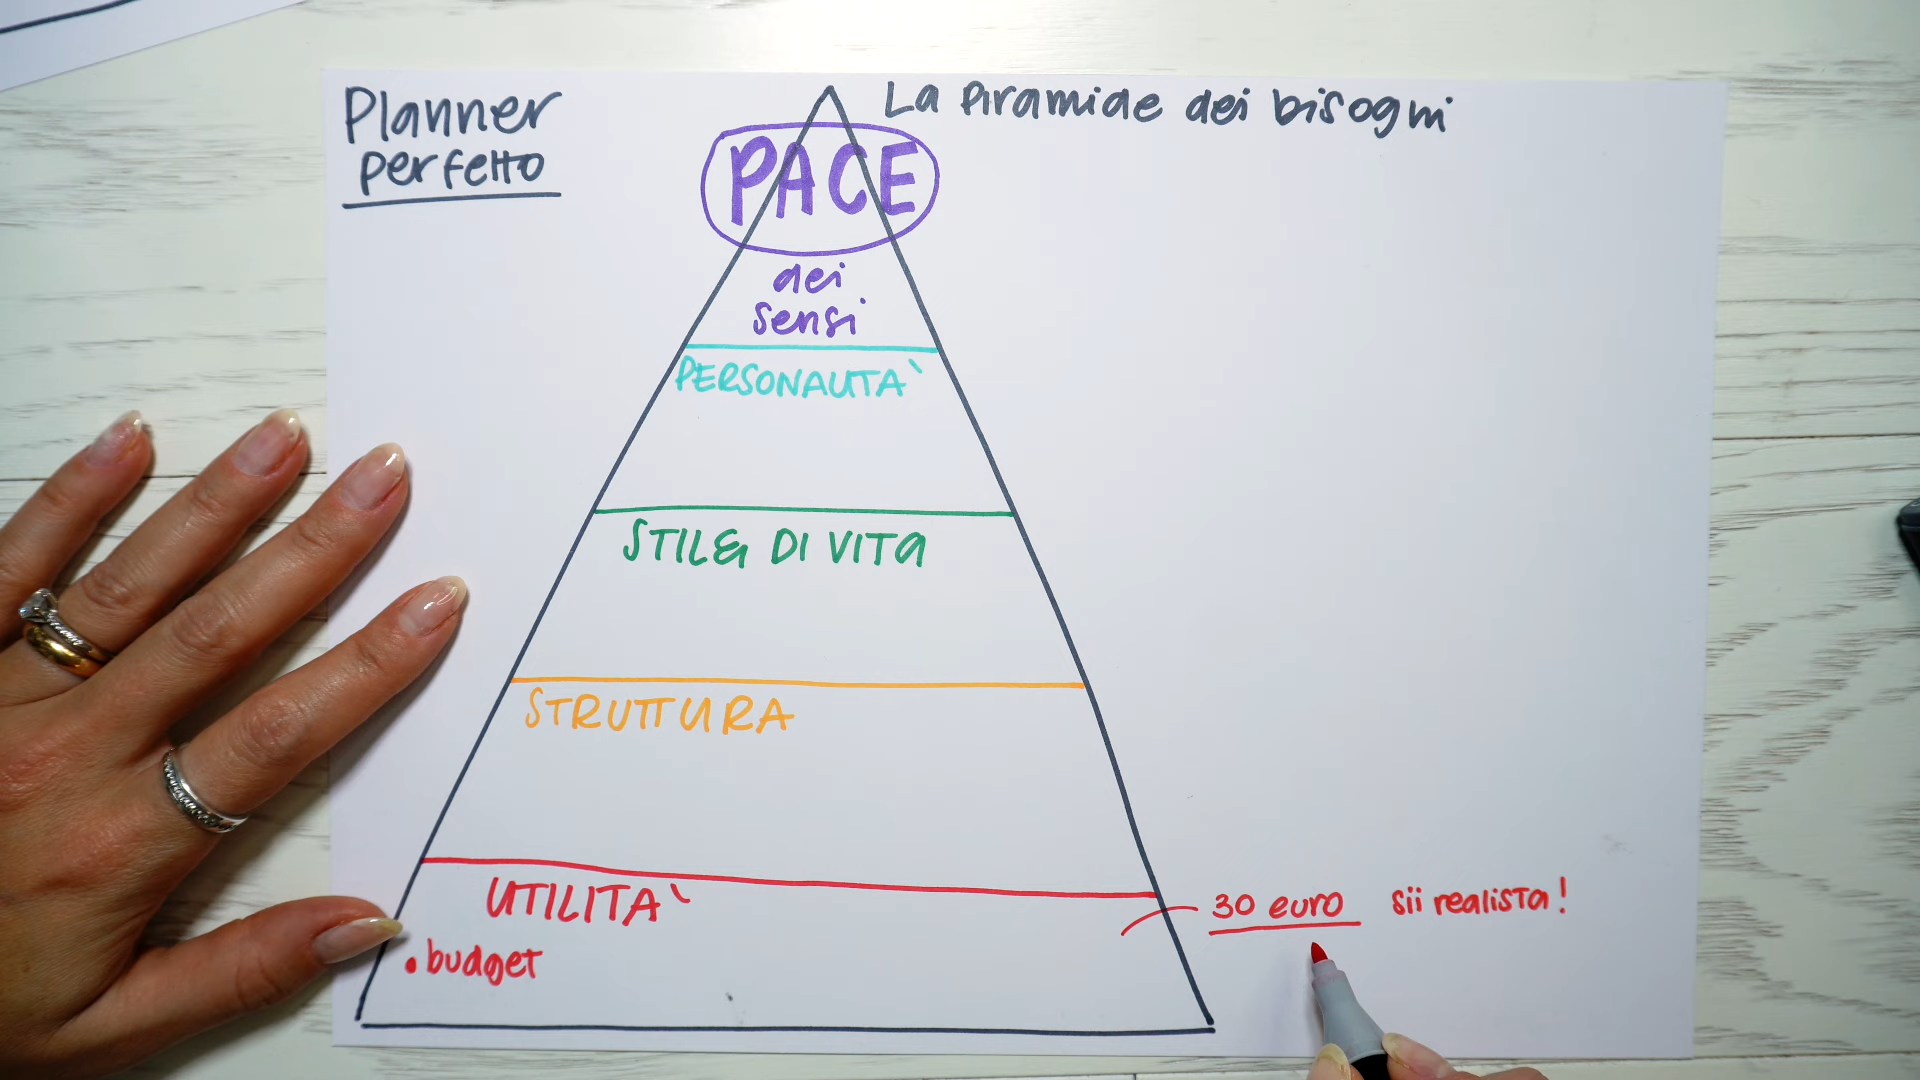 Planner
perfetto
La piramide dei bisogni
PACE
dei
sensi
PERSONALITA`
STILE DI VITA
STRUTTURA
UTILITA`
• budget
30 euro sii realista!